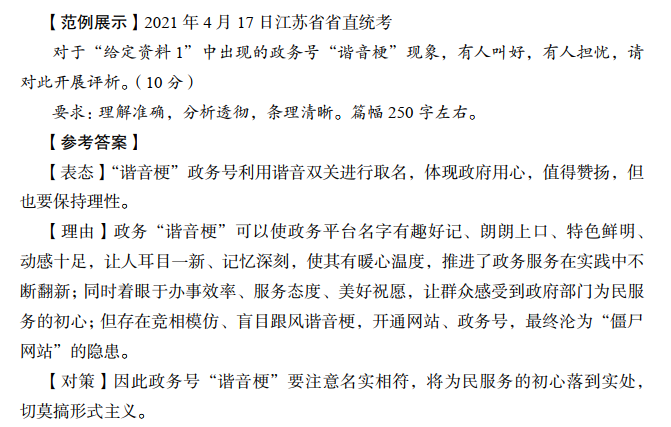 【范例展示】2021 年 4 月 17 日江苏省省直统考
对于“给定资料 1”中出现的政务号“谐音梗”现象，有人叫好，有人担忧，请
对此开展评析。（10 分）
要求：理解准确，分析透彻，条理清晰。篇幅 250 字左右。
【参考答案】
【表态】“谐音梗”政务号利用谐音双关进行取名，体现政府用心，值得赞扬，但
也要保持理性。
【理由】政务“谐音梗”可以使政务平台名字有趣好记、朗朗上口、特色鲜明、
动感十足，让人耳目一新、记忆深刻，使其有暖心温度，推进了政务服务在实践中不
断翻新；同时着眼于办事效率、服务态度、美好祝愿，让群众感受到政府部门为民服
务的初心；但存在竞相模仿、盲目跟风谐音梗，开通网站、政务号，最终沦为“僵尸
网站”的隐患。
【对策】因此政务号“谐音梗”要注意名实相符，将为民服务的初心落到实处，
切莫搞形式主义。